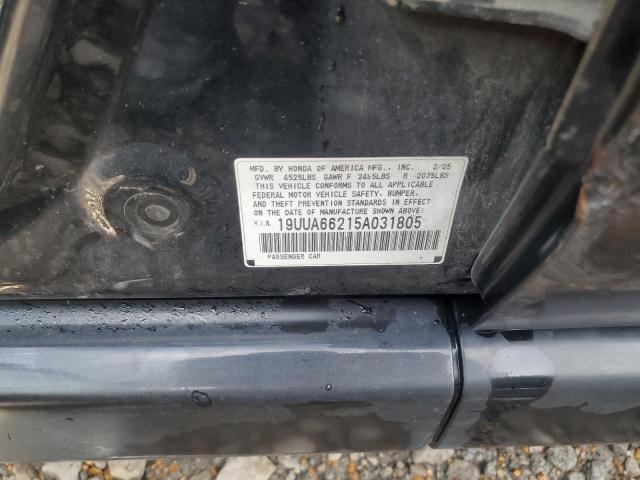 MFD. BY HONDA OF AMERICA MFG., INC. 2/05
GVWR 4525LBS GAWR F 2455LBS R 2075LBS
THIS VEHICLE CONFORMS TO ALL APPLICABLE
FEDERAL MOTOR VEHICLE SAFETY, BUMPER,
AND THEFT PREVENTION STANDARDS IN EFFECT
ON THE DATE OF MANUFACTURE SHOWN ABOVE.
V.I.N. 19UUA66215A031805
PASSENGER CAR